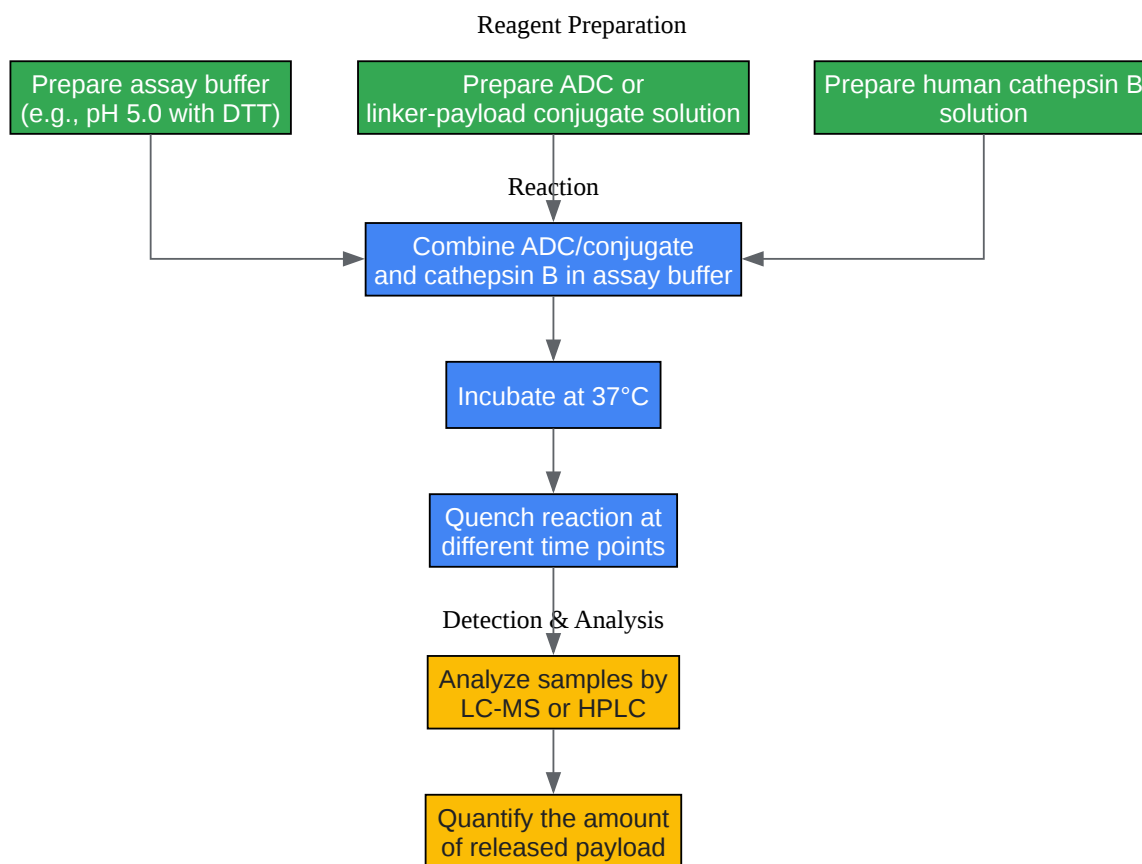 Reagent Preparation
Prepare assay buffer
(e.g., pH 5.0 with DTT)
Prepare ADC or
linker-payload conjugate solution
Prepare human cathepsin B
solution
Reaction
Combine ADC/conjugate
and cathepsin B in assay buffer
Incubate at 37°C
Quench reaction at
different time points
Detection & Analysis
Analyze samples by
LC-MS or HPLC
Quantify the amount
of released payload